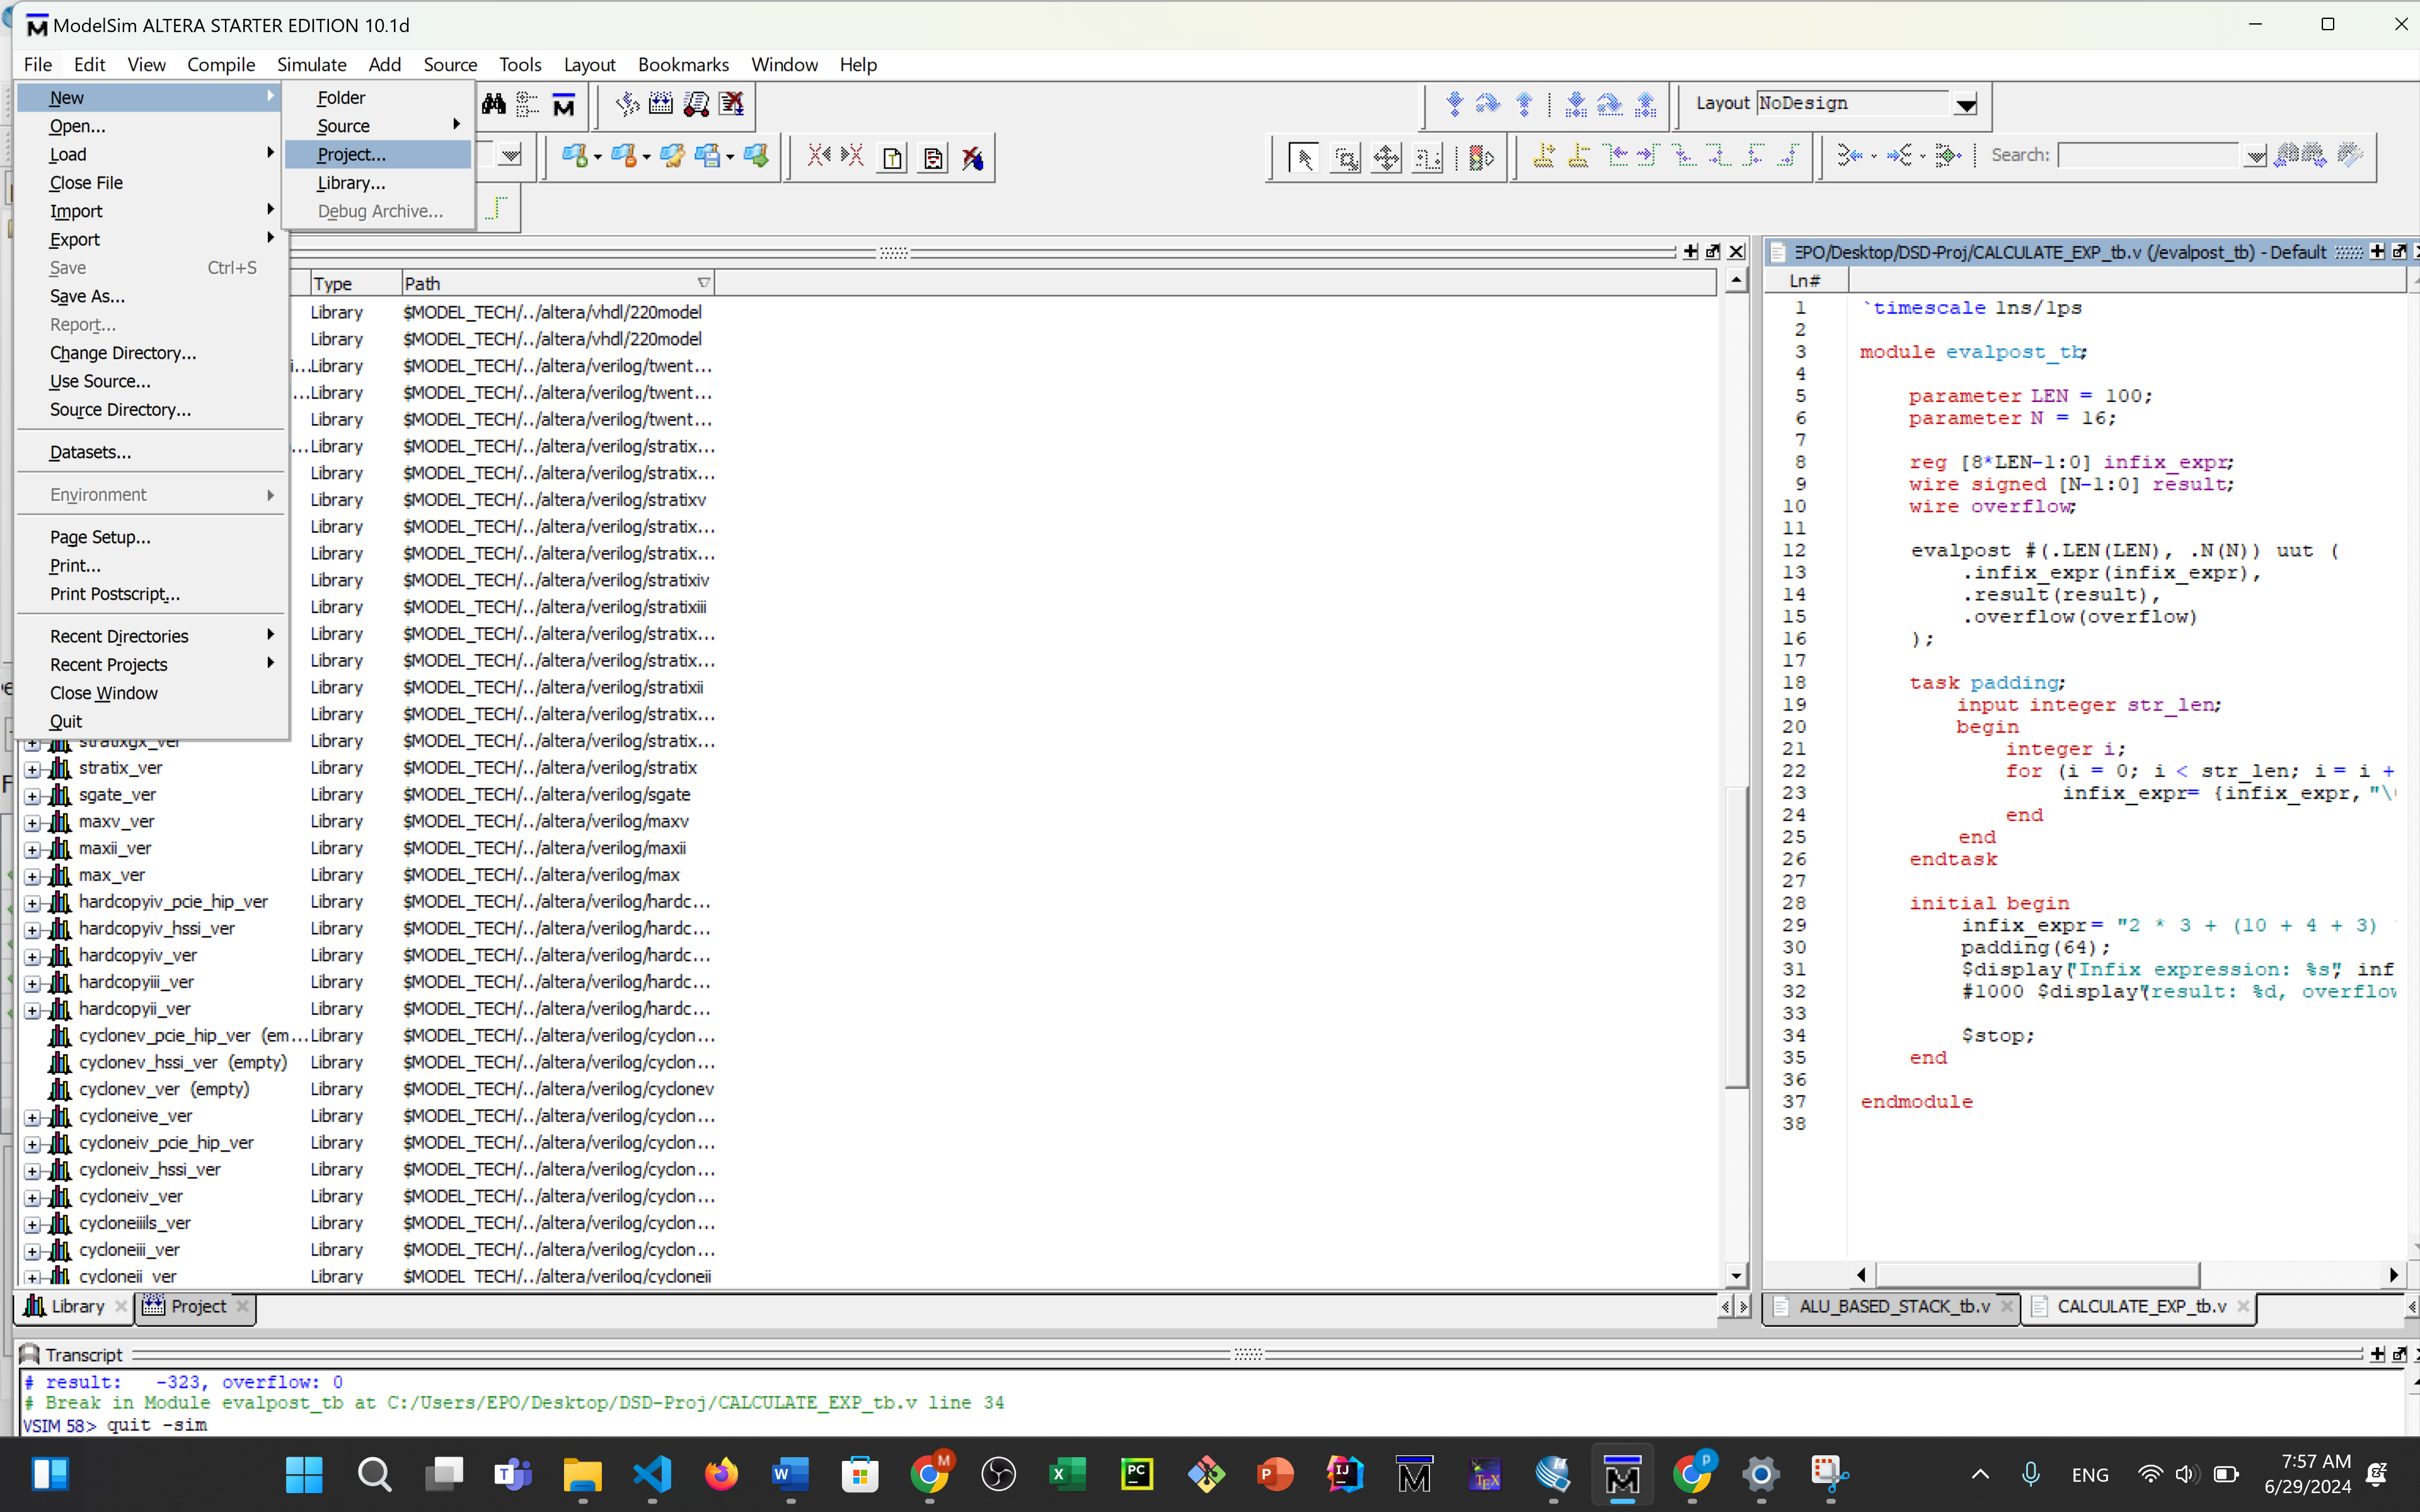 ModelSim ALTERA STARTER EDITION 10.1d
File Edit View Compile Simulate Add Source Tools Layout Bookmarks Window Help
New
Open...
Load
Close File
Import
Export
Save Ctrl+S
Save As...
Report...
Change Directory...
Use Source...
Source Directory...
Datasets...
Environment
Page Setup...
Print...
Print Postscript...
Recent Directories
Recent Projects
Close Window
Quit
Folder
Source
Project...
Library...
Debug Archive...
Layout NoDesign
Search:
Type Path
Library $MODEL_TECH/../altera/vhdl/220model
Library $MODEL_TECH/../altera/vhdl/220model
i...Library $MODEL_TECH/../altera/verilog/twent...
...Library $MODEL_TECH/../altera/verilog/twent...
Library $MODEL_TECH/../altera/verilog/twent...
...Library $MODEL_TECH/../altera/verilog/stratix...
Library $MODEL_TECH/../altera/verilog/stratix...
Library $MODEL_TECH/../altera/verilog/stratixv
Library $MODEL_TECH/../altera/verilog/stratix...
Library $MODEL_TECH/../altera/verilog/stratix...
Library $MODEL_TECH/../altera/verilog/stratixiv
Library $MODEL_TECH/../altera/verilog/stratixiii
Library $MODEL_TECH/../altera/verilog/stratix...
Library $MODEL_TECH/../altera/verilog/stratix...
Library $MODEL_TECH/../altera/verilog/stratixii
Library $MODEL_TECH/../altera/verilog/stratix...
stratixgx_ver Library $MODEL_TECH/../altera/verilog/stratix...
stratix_ver Library $MODEL_TECH/../altera/verilog/stratix
sgate_ver Library $MODEL_TECH/../altera/verilog/sgate
maxv_ver Library $MODEL_TECH/../altera/verilog/maxv
maxii_ver Library $MODEL_TECH/../altera/verilog/maxii
max_ver Library $MODEL_TECH/../altera/verilog/max
hardcopyiv_pcie_hip_ver Library $MODEL_TECH/../altera/verilog/hardc...
hardcopyiv_hssi_ver Library $MODEL_TECH/../altera/verilog/hardc...
hardcopyiv_ver Library $MODEL_TECH/../altera/verilog/hardc...
hardcopyiii_ver Library $MODEL_TECH/../altera/verilog/hardc...
hardcopyii_ver Library $MODEL_TECH/../altera/verilog/hardc...
cyclonev_pcie_hip_ver (em...Library $MODEL_TECH/../altera/verilog/cyclon...
cyclonev_hssi_ver (empty) Library $MODEL_TECH/../altera/verilog/cyclon...
cyclonev_ver (empty) Library $MODEL_TECH/../altera/verilog/cyclonev
cycloneive_ver Library $MODEL_TECH/../altera/verilog/cyclon...
cycloneiv_pcie_hip_ver Library $MODEL_TECH/../altera/verilog/cyclon...
cycloneiv_hssi_ver Library $MODEL_TECH/../altera/verilog/cyclon...
cycloneiv_ver Library $MODEL_TECH/../altera/verilog/cyclon...
cycloneiiils_ver Library $MODEL_TECH/../altera/verilog/cyclon...
cycloneiii_ver Library $MODEL_TECH/../altera/verilog/cyclon...
cycloneii_ver Library $MODEL_TECH/../altera/verilog/cycloneii
Library Project
EPO/Desktop/DSD-Proj/CALCULATE_EXP_tb.v (/evalpost_tb) - Default
Ln#
1 `timescale 1ns/1ps
2
3 module evalpost_tb;
4
5 parameter LEN = 100;
6 parameter N = 16;
7
8 reg [8*LEN-1:0] infix_expr;
9 wire signed [N-1:0] result;
10 wire overflow;
11
12 evalpost #(.LEN(LEN), .N(N)) uut (
13 .infix_expr(infix_expr),
14 .result(result),
15 .overflow(overflow)
16 );
17
18 task padding;
19 input integer str_len;
20 begin
21 integer i;
22 for (i = 0; i < str_len; i = i +
23 infix_expr= {infix_expr,"\
24 end
25 end
26 endtask
27
28 initial begin
29 infix_expr= "2 * 3 + (10 + 4 + 3)
30 padding(64);
31 $display("Infix expression: %s", inf
32 #1000 $display("result: %d, overflow
33
34 $stop;
35 end
36
37 endmodule
38
ALU_BASED_STACK_tb.v CALCULATE_EXP_tb.v
Transcript
# result: -323, overflow: 0
# Break in Module evalpost_tb at C:/Users/EPO/Desktop/DSD-Proj/CALCULATE_EXP_tb.v line 34
VSIM 58> quit -sim
ENG
7:57 AM
6/29/2024